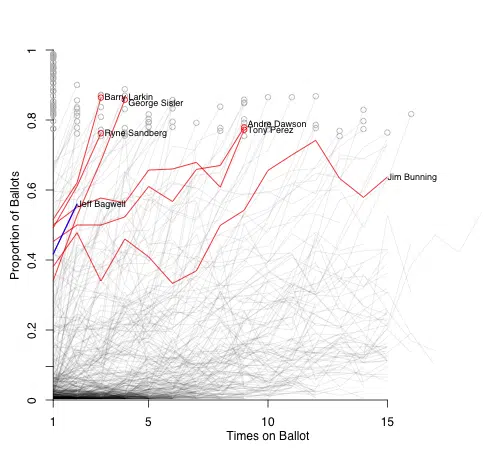 Proportion of Ballots
1
0.8
0.6
0.4
0.2
0
Barry Larkin
George Sisler
Andre Dawson
Tony Perez
Ryne Sandberg
Jim Bunning
Jeff Bagwell
1
5
10
15
Times on Ballot